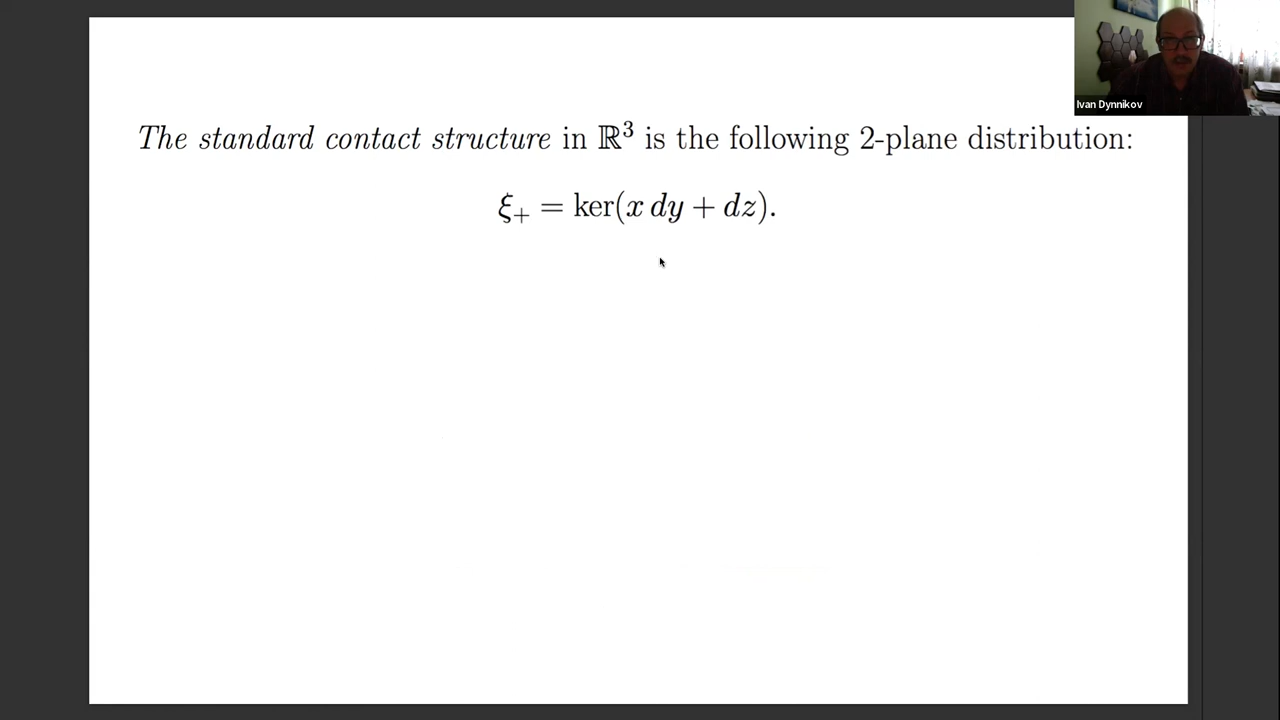 The standard contact structure in ℝ³ is the following 2-plane distribution:
ξ₊ = ker(x dy + dz).
Ivan Dynnikov